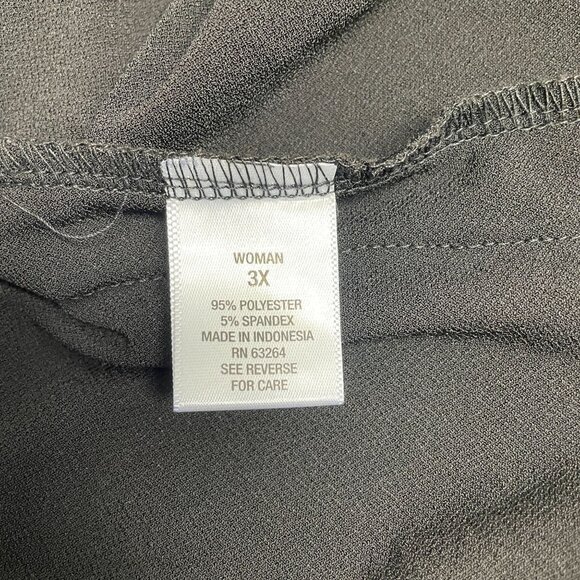 WOMAN
3X
95% POLYESTER
5% SPANDEX
MADE IN INDONESIA
RN 63264
SEE REVERSE
FOR CARE